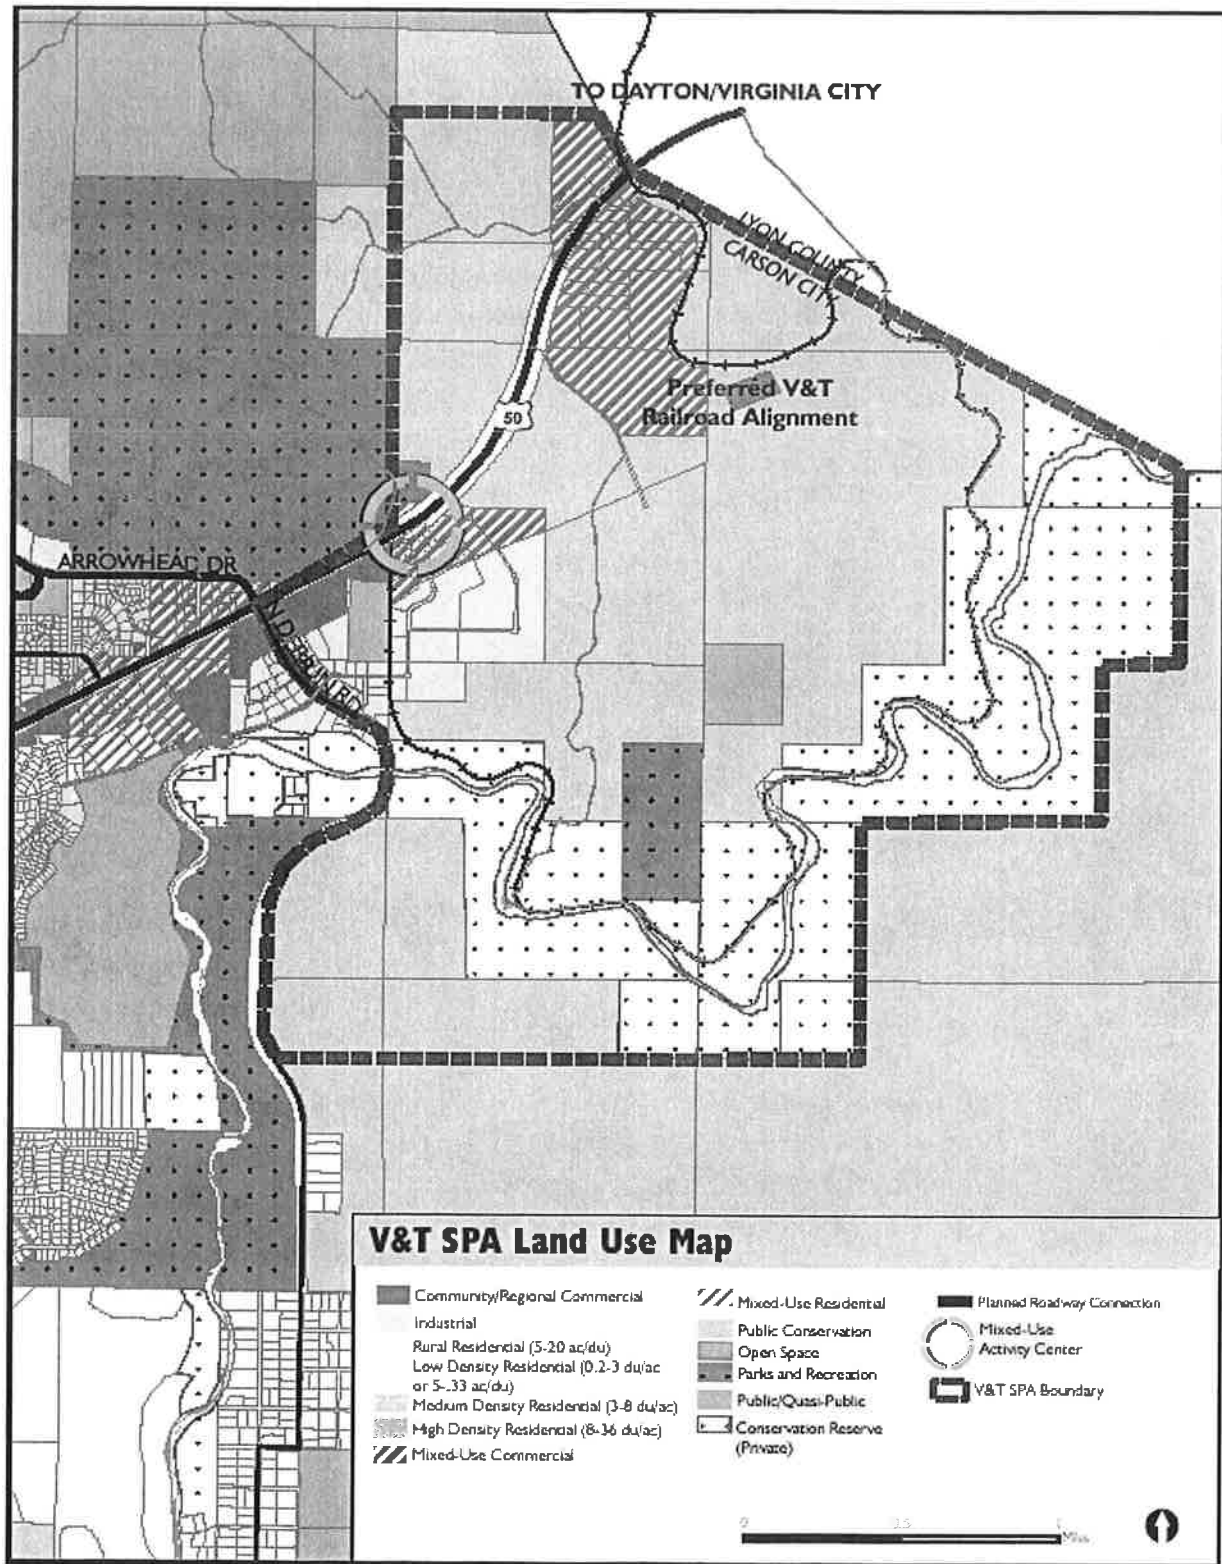 TO DAYTON/VIRGINIA CITY
LYON COUNTY
CARSON CITY
Preferred V&T
Railroad Alignment
50
ARROWHEAD DR
V&T SPA Land Use Map
Community/Regional Commercial
Industrial
Rural Residential (5-20 ac/du)
Low Density Residential (0.2-3 du/ac
or 5-.33 ac/du)
Medium Density Residential (3-8 du/ac)
High Density Residential (8-36 du/ac)
Mixed-Use Commercial
Mixed-Use Residential
Public Conservation
Open Space
Parks and Recreation
Public/Quasi-Public
Conservation Reserve
(Private)
Planned Roadway Connection
Mixed-Use
Activity Center
V&T SPA Boundary
0
Miles